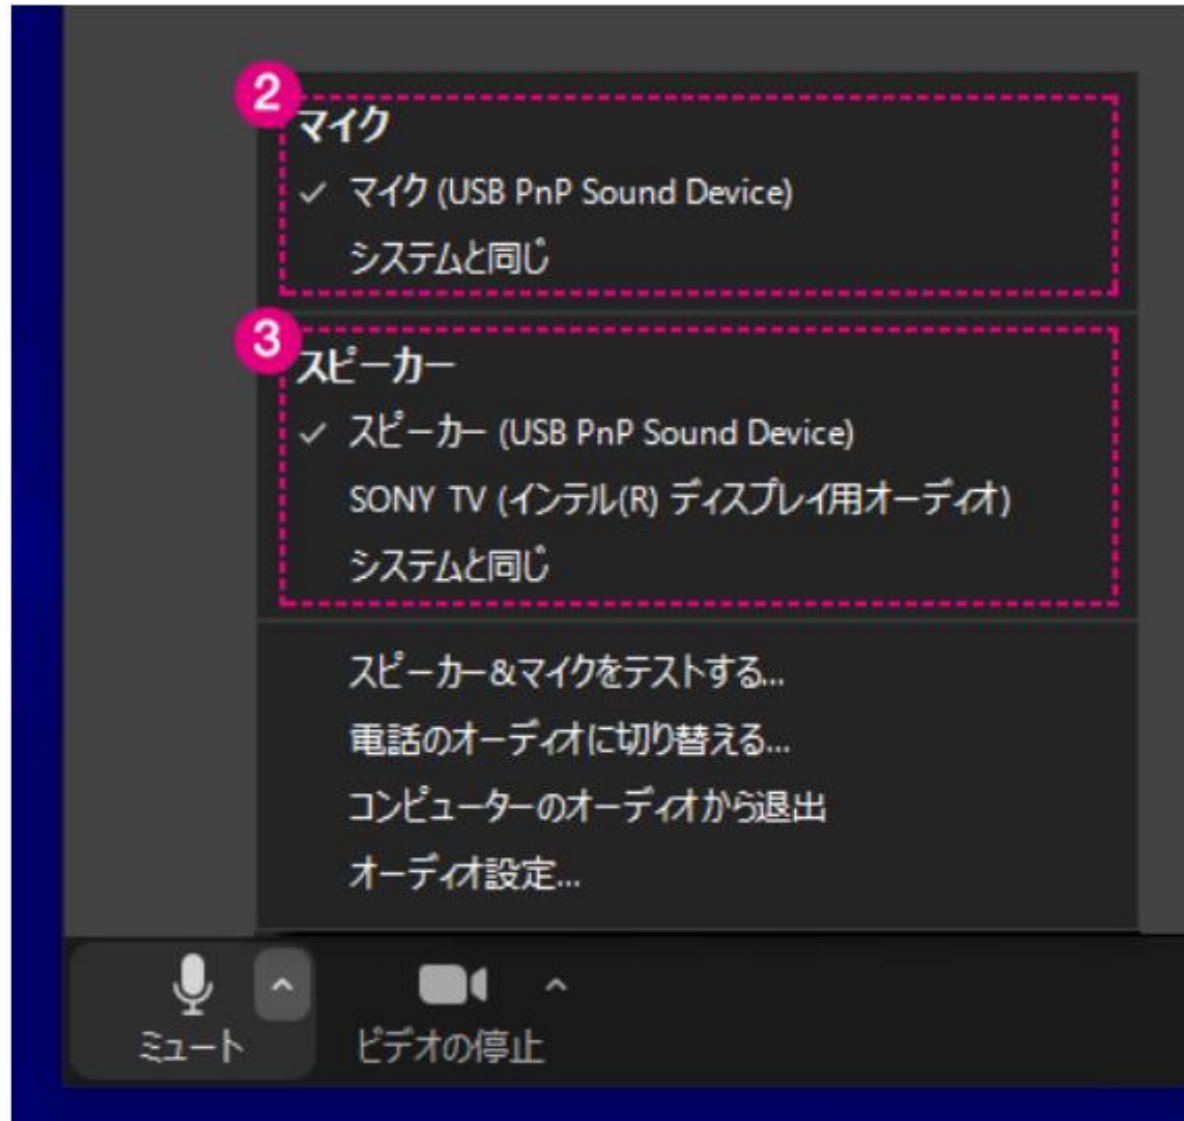 2
マイク
マイク (USB PnP Sound Device)
システムと同じ
3
スピーカー
スピーカー (USB PnP Sound Device)
SONY TV (インテル(R) ディスプレイ用オーディオ)
システムと同じ
スピーカー&マイクをテストする...
電話のオーディオに切り替える...
コンピューターのオーディオから退出
オーディオ設定...
ミュート
ビデオの停止